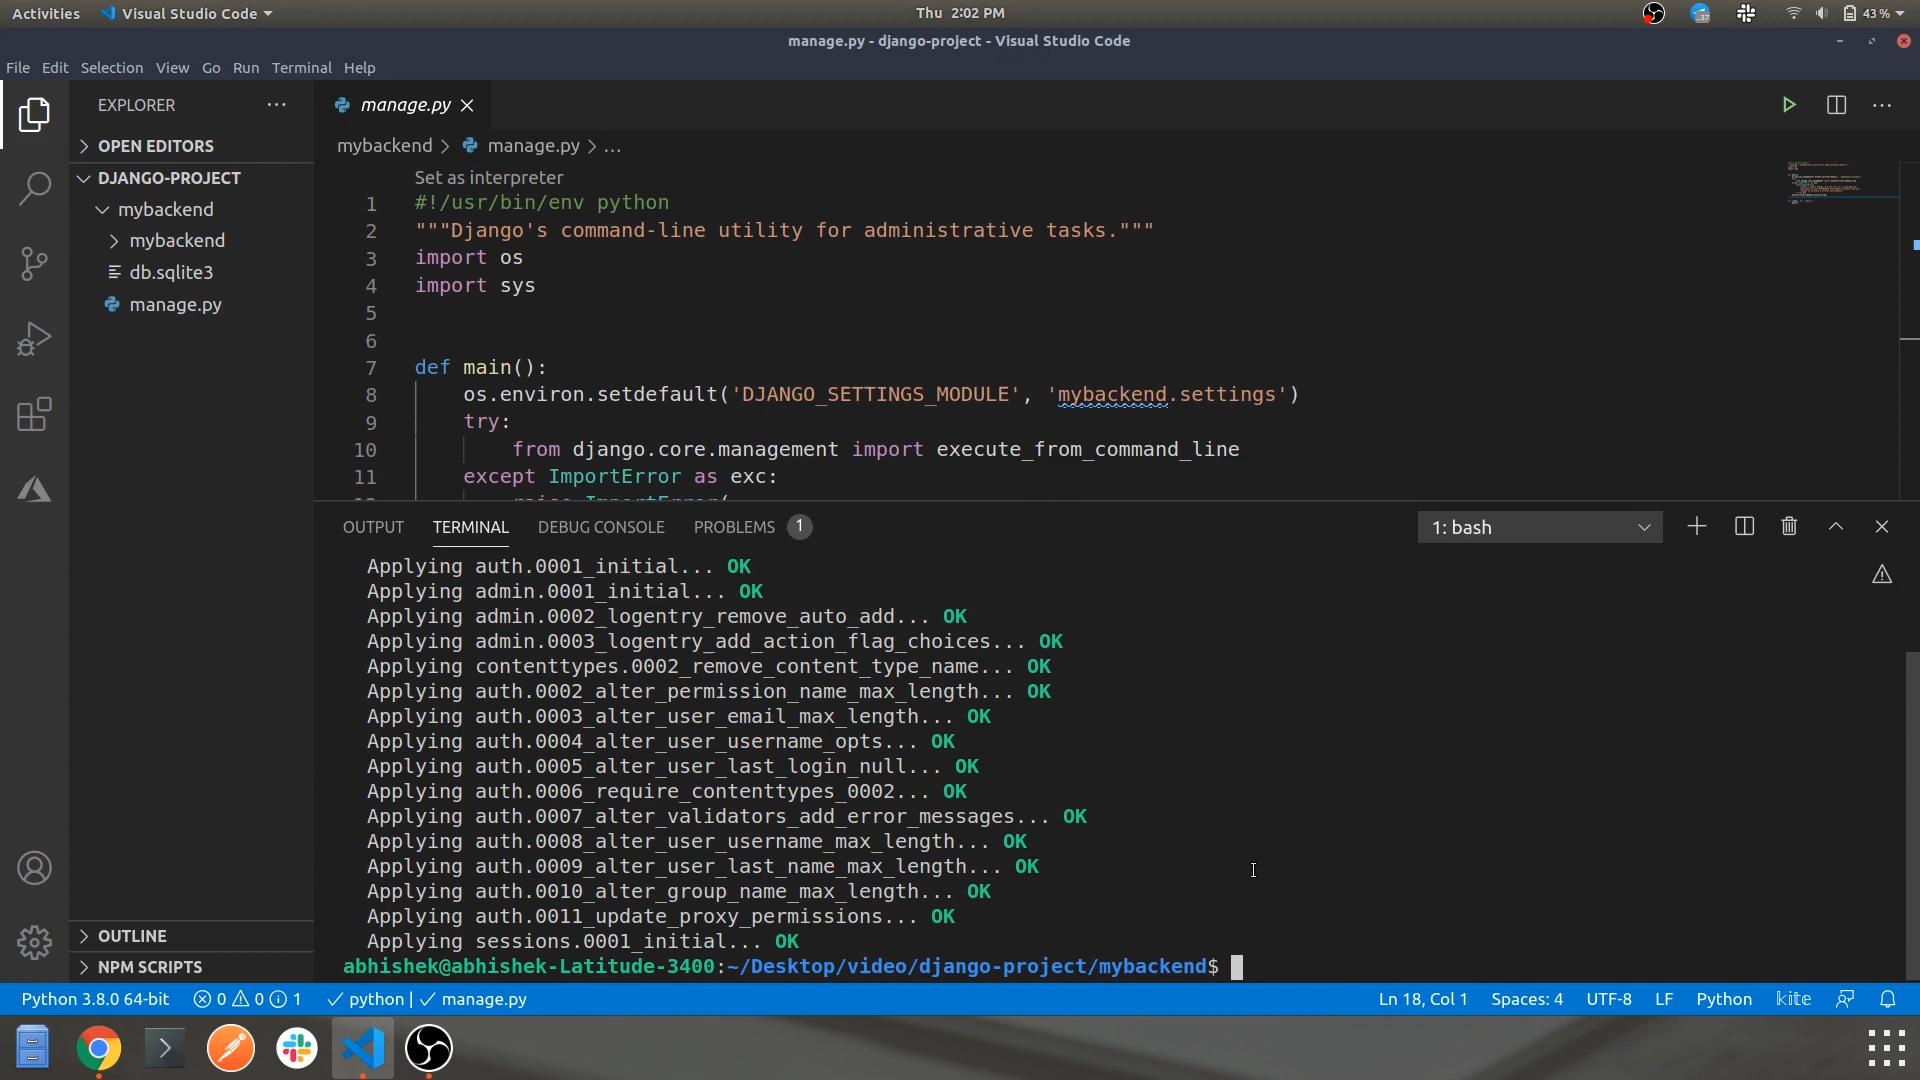 Activities Visual Studio Code Thu 2:02 PM 37 43 %
manage.py - django-project - Visual Studio Code
File Edit Selection View Go Run Terminal Help
EXPLORER
OPEN EDITORS
DJANGO-PROJECT
mybackend
mybackend
db.sqlite3
manage.py
OUTLINE
NPM SCRIPTS
manage.py
mybackend > manage.py > ...
Set as interpreter
1 #!/usr/bin/env python
2 """Django's command-line utility for administrative tasks."""
3 import os
4 import sys
5
6
7 def main():
8 os.environ.setdefault('DJANGO_SETTINGS_MODULE', 'mybackend.settings')
9 try:
10 from django.core.management import execute_from_command_line
11 except ImportError as exc:
OUTPUT TERMINAL DEBUG CONSOLE PROBLEMS 1 1: bash
Applying auth.0001_initial... OK
Applying admin.0001_initial... OK
Applying admin.0002_logentry_remove_auto_add... OK
Applying admin.0003_logentry_add_action_flag_choices... OK
Applying contenttypes.0002_remove_content_type_name... OK
Applying auth.0002_alter_permission_name_max_length... OK
Applying auth.0003_alter_user_email_max_length... OK
Applying auth.0004_alter_user_username_opts... OK
Applying auth.0005_alter_user_last_login_null... OK
Applying auth.0006_require_contenttypes_0002... OK
Applying auth.0007_alter_validators_add_error_messages... OK
Applying auth.0008_alter_user_username_max_length... OK
Applying auth.0009_alter_user_last_name_max_length... OK
Applying auth.0010_alter_group_name_max_length... OK
Applying auth.0011_update_proxy_permissions... OK
Applying sessions.0001_initial... OK
abhishek@abhishek-Latitude-3400:~/Desktop/video/django-project/mybackend$
Python 3.8.0 64-bit 0 0 1 python | manage.py Ln 18, Col 1 Spaces: 4 UTF-8 LF Python kite